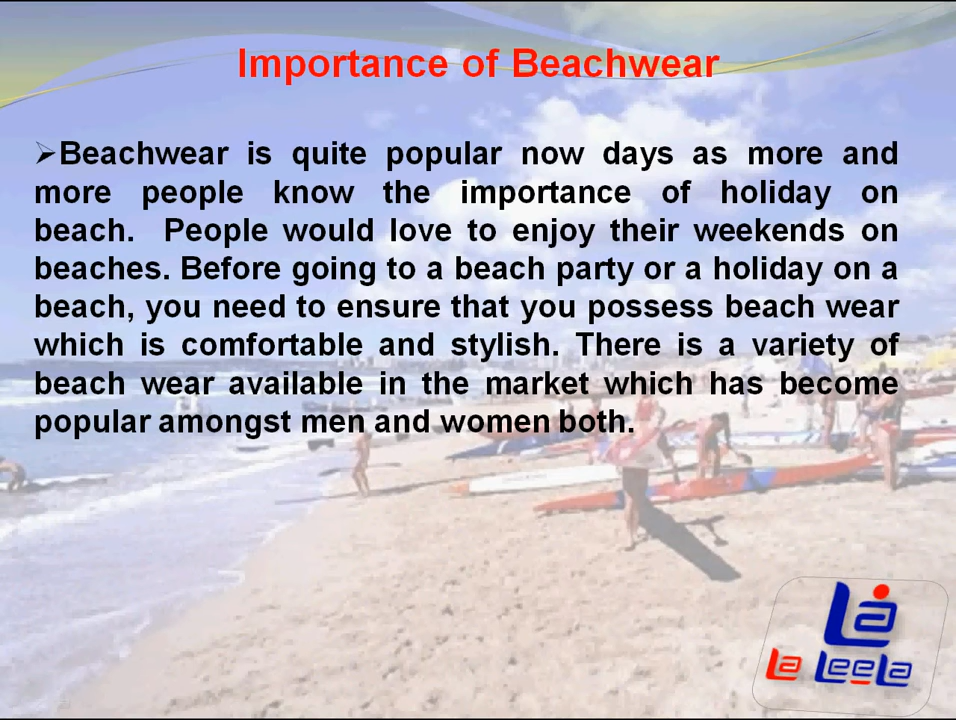 Importance of Beachwear
➢Beachwear is quite popular now days as more and
more people know the importance of holiday on
beach. People would love to enjoy their weekends on
beaches. Before going to a beach party or a holiday on a
beach, you need to ensure that you possess beach wear
which is comfortable and stylish. There is a variety of
beach wear available in the market which has become
popular amongst men and women both.
La
La Leela